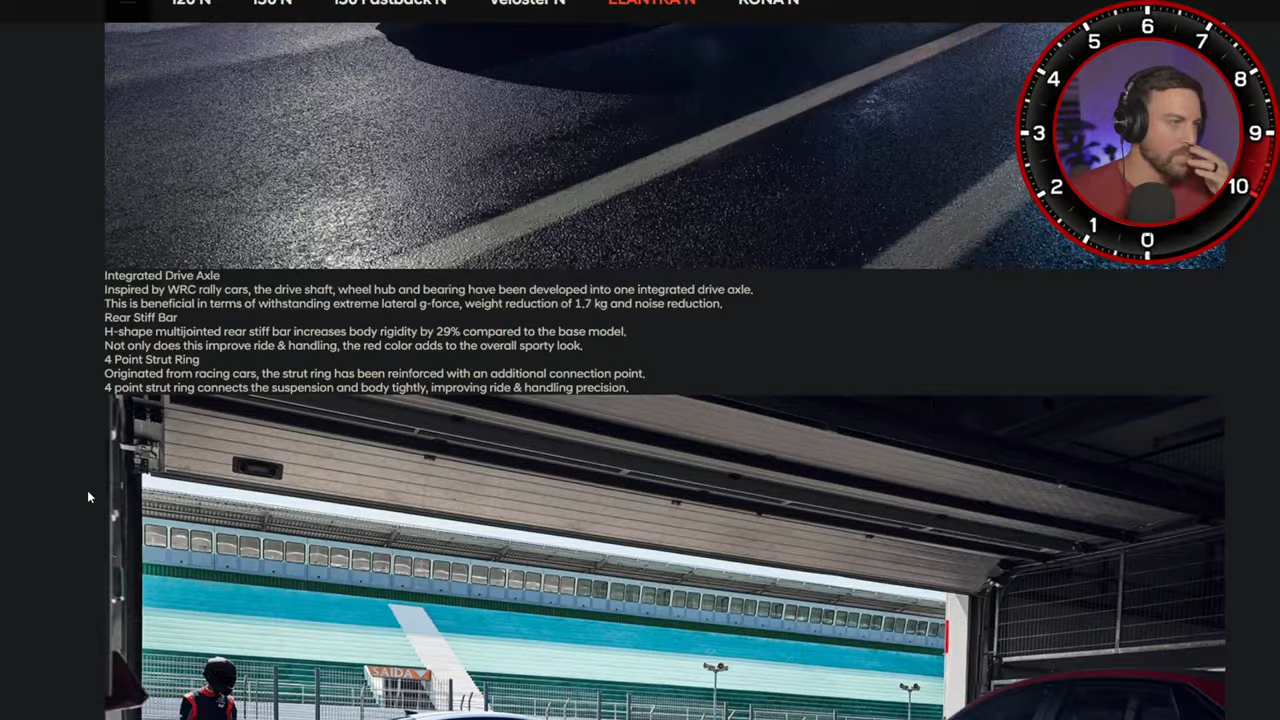 120 N i30 N i30 Fastback N Veloster N ELANTRA N KONA N
5 6 7
4 8
3 9
2 10
1 0
Integrated Drive Axle
Inspired by WRC rally cars, the drive shaft, wheel hub and bearing have been developed into one integrated drive axle.
This is beneficial in terms of withstanding extreme lateral g-force, weight reduction of 1.7 kg and noise reduction.
Rear Stiff Bar
H-shape multijointed rear stiff bar increases body rigidity by 29% compared to the base model.
Not only does this improve ride & handling, the red color adds to the overall sporty look.
4 Point Strut Ring
Originated from racing cars, the strut ring has been reinforced with an additional connection point.
4 point strut ring connects the suspension and body tightly, improving ride & handling precision.
SAIDA